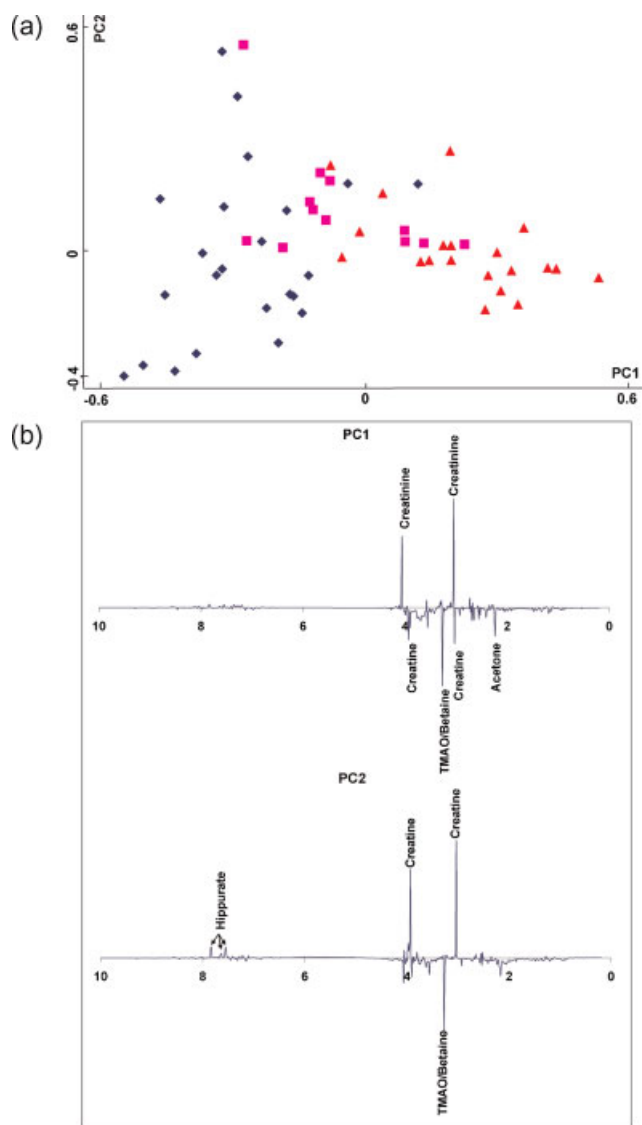 (a)
PC2
0.6
0
-0.4
PC1
-0.6
0
0.6
(b)
PC1
Creatinine
Creatinine
10
8
6
4
2
0
Creatine
TMAO/Betaine
Creatine
Acetone
PC2
Creatine
Creatine
Hippurate
10
8
6
4
2
0
TMAO/Betaine